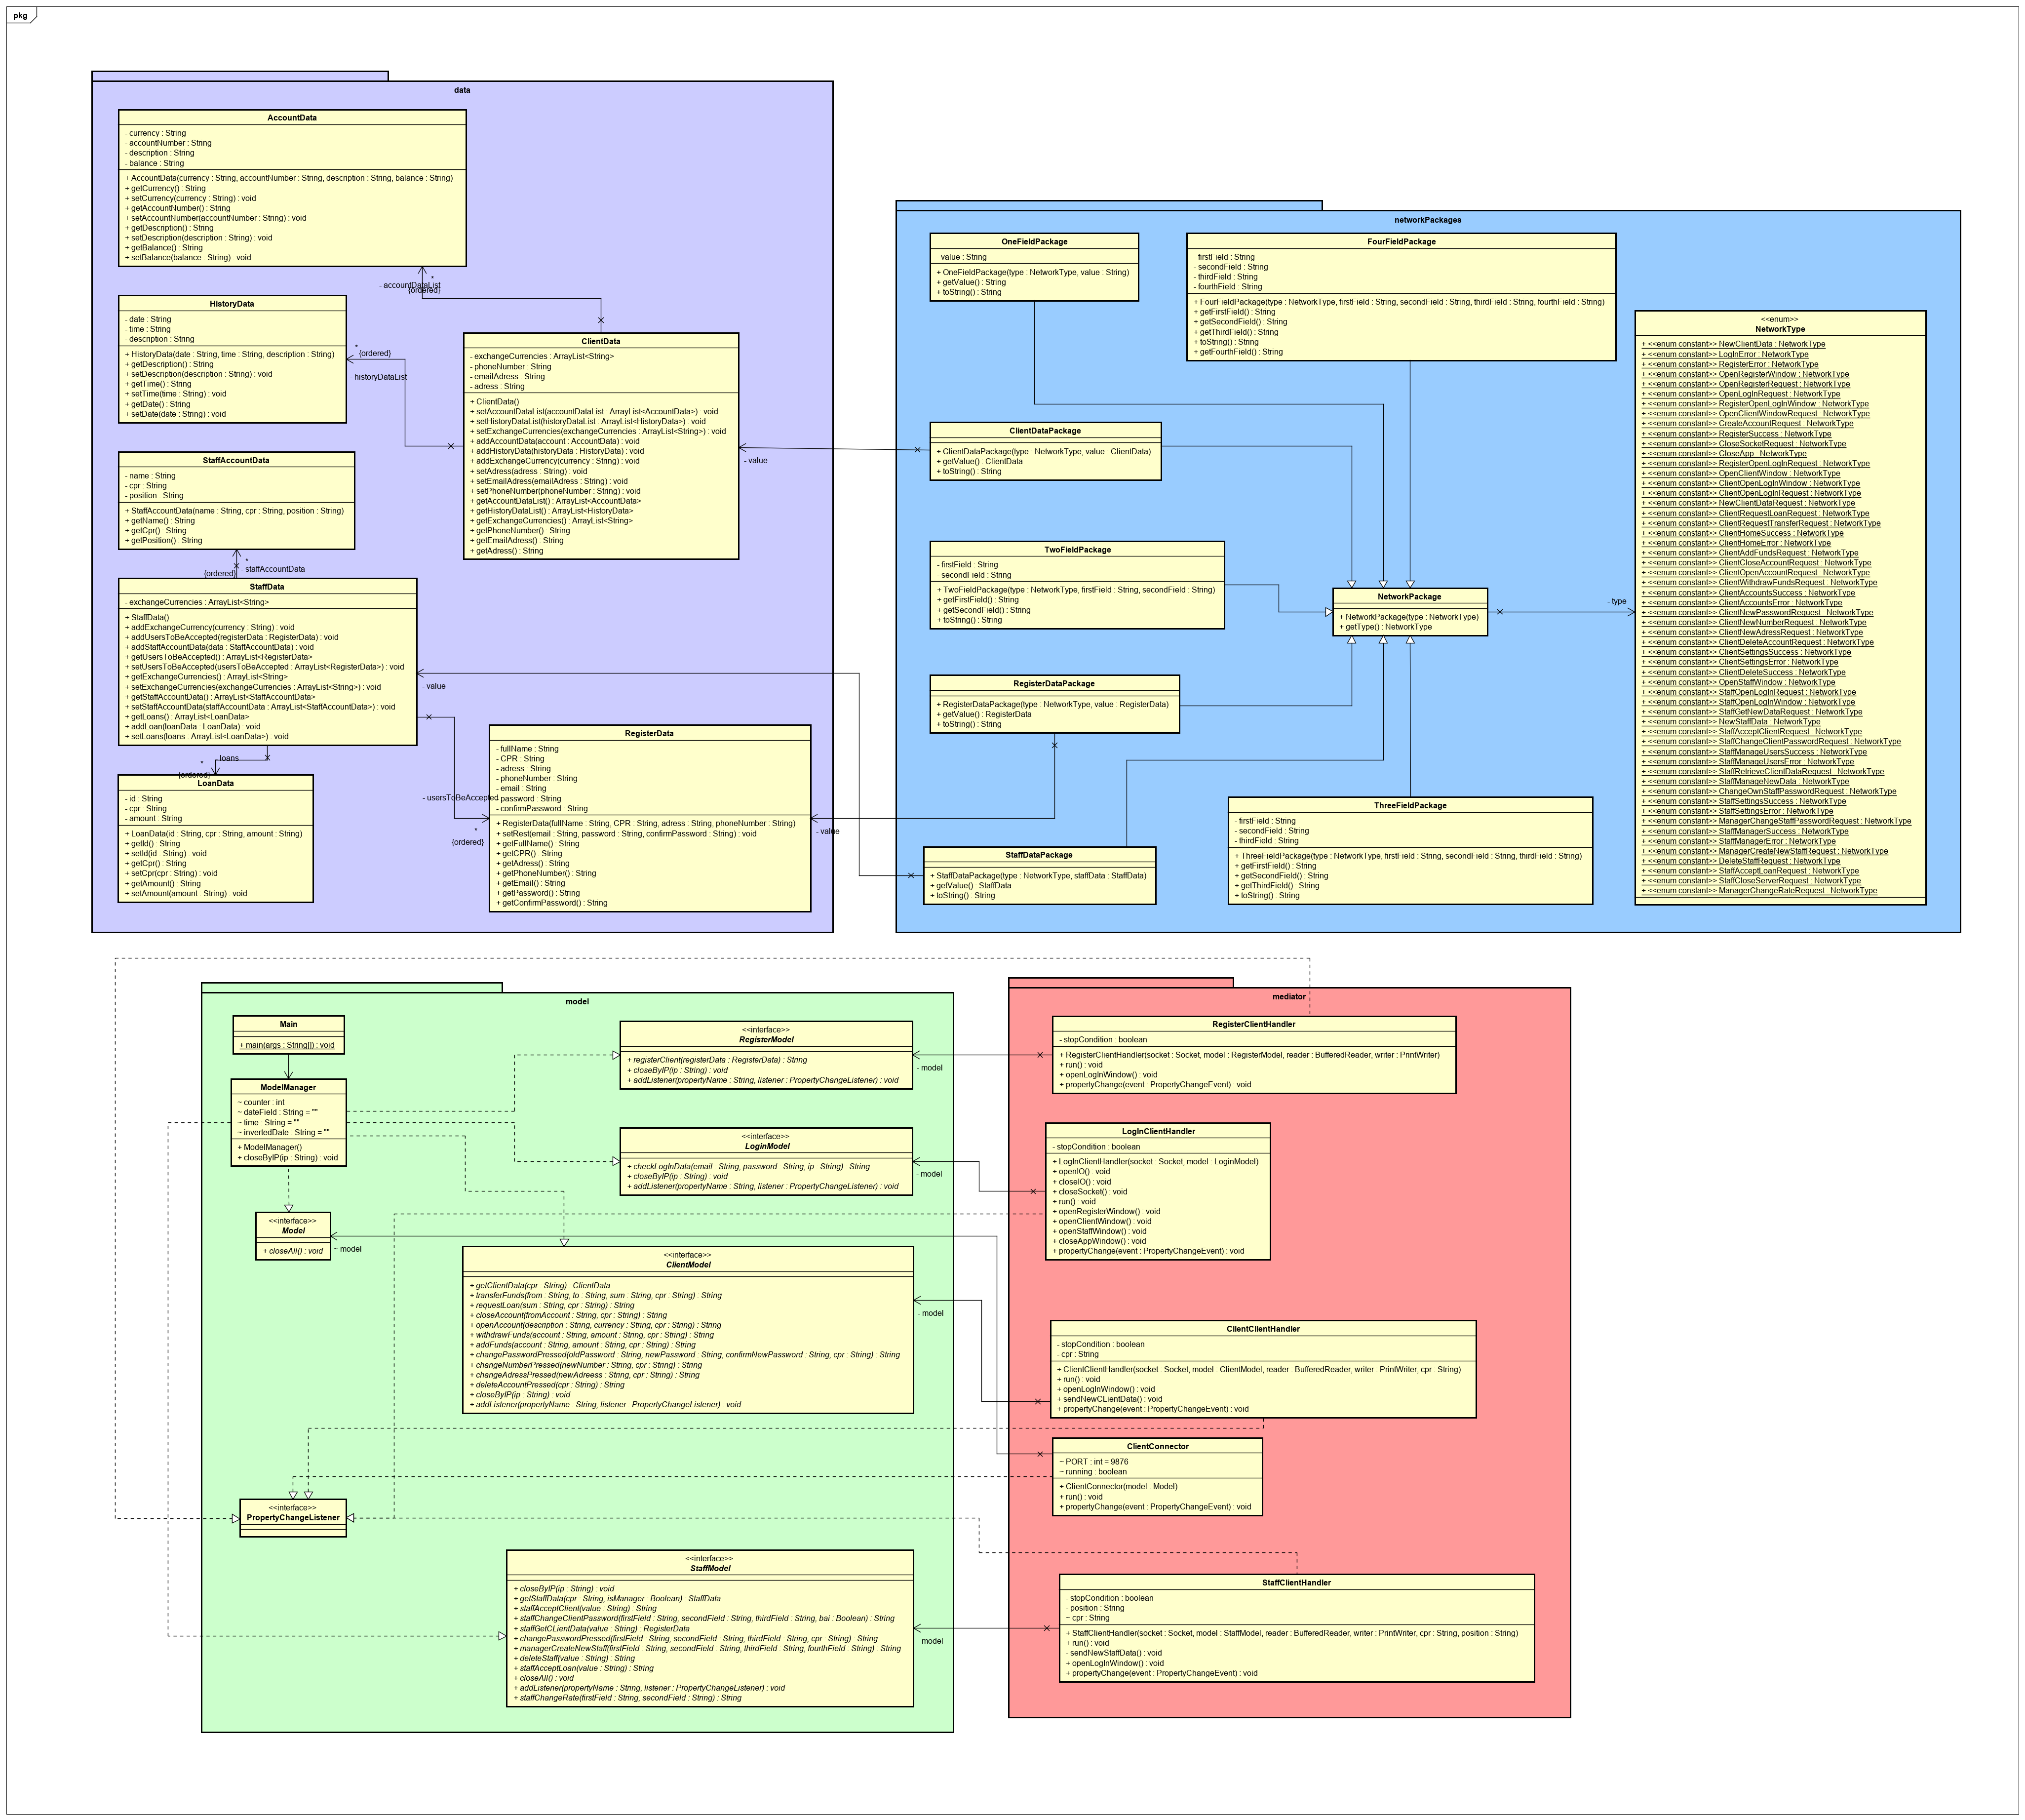 pkg
data
AccountData
- currency : String
- accountNumber : String
- description : String
- balance : String
+ AccountData(currency : String, accountNumber : String, description : String, balance : String)
+ getCurrency() : String
+ setCurrency(currency : String) : void
+ getAccountNumber() : String
+ setAccountNumber(accountNumber : String) : void
+ getDescription() : String
+ setDescription(description : String) : void
+ getBalance() : String
+ setBalance(balance : String) : void
*
- accountDataList
{ordered}
HistoryData
- date : String
- time : String
- description : String
+ HistoryData(date : String, time : String, description : String)
+ getDescription() : String
+ setDescription(description : String) : void
+ getTime() : String
+ setTime(time : String) : void
+ getDate() : String
+ setDate(date : String) : void
*
{ordered}
- historyDataList
ClientData
- exchangeCurrencies : ArrayList<String>
- phoneNumber : String
- emailAdress : String
- adress : String
+ ClientData()
+ setAccountDataList(accountDataList : ArrayList<AccountData>) : void
+ setHistoryDataList(historyDataList : ArrayList<HistoryData>) : void
+ setExchangeCurrencies(exchangeCurrencies : ArrayList<String>) : void
+ addAccountData(account : AccountData) : void
+ addHistoryData(historyData : HistoryData) : void
+ addExchangeCurrency(currency : String) : void
+ setAdress(adress : String) : void
+ setEmailAdress(emailAdress : String) : void
+ setPhoneNumber(phoneNumber : String) : void
+ getAccountDataList() : ArrayList<AccountData>
+ getHistoryDataList() : ArrayList<HistoryData>
+ getExchangeCurrencies() : ArrayList<String>
+ getPhoneNumber() : String
+ getEmailAdress() : String
+ getAdress() : String
- value
StaffAccountData
- name : String
- cpr : String
- position : String
+ StaffAccountData(name : String, cpr : String, position : String)
+ getName() : String
+ getCpr() : String
+ getPosition() : String
*
- staffAccountData
{ordered}
StaffData
- exchangeCurrencies : ArrayList<String>
+ StaffData()
+ addExchangeCurrency(currency : String) : void
+ addUsersToBeAccepted(registerData : RegisterData) : void
+ addStaffAccountData(data : StaffAccountData) : void
+ getUsersToBeAccepted() : ArrayList<RegisterData>
+ setUsersToBeAccepted(usersToBeAccepted : ArrayList<RegisterData>) : void
+ getExchangeCurrencies() : ArrayList<String>
+ setExchangeCurrencies(exchangeCurrencies : ArrayList<String>) : void
+ getStaffAccountData() : ArrayList<StaffAccountData>
+ setStaffAccountData(staffAccountData : ArrayList<StaffAccountData>) : void
+ getLoans() : ArrayList<LoanData>
+ addLoan(loanData : LoanData) : void
+ setLoans(loans : ArrayList<LoanData>) : void
- value
- loans
*
{ordered}
LoanData
- id : String
- cpr : String
- amount : String
+ LoanData(id : String, cpr : String, amount : String)
+ getId() : String
+ setId(id : String) : void
+ getCpr() : String
+ setCpr(cpr : String) : void
+ getAmount() : String
+ setAmount(amount : String) : void
- usersToBeAccepted
*
{ordered}
RegisterData
- fullName : String
- CPR : String
- adress : String
- phoneNumber : String
- email : String
- password : String
- confirmPassword : String
+ RegisterData(fullName : String, CPR : String, adress : String, phoneNumber : String)
+ setRest(email : String, password : String, confirmPassword : String) : void
+ getFullName() : String
+ getCPR() : String
+ getAdress() : String
+ getPhoneNumber() : String
+ getEmail() : String
+ getPassword() : String
+ getConfirmPassword() : String
- value
networkPackages
OneFieldPackage
- value : String
+ OneFieldPackage(type : NetworkType, value : String)
+ getValue() : String
+ toString() : String
FourFieldPackage
- firstField : String
- secondField : String
- thirdField : String
- fourthField : String
+ FourFieldPackage(type : NetworkType, firstField : String, secondField : String, thirdField : String, fourthField : String)
+ getFirstField() : String
+ getSecondField() : String
+ getThirdField() : String
+ toString() : String
+ getFourthField() : String
ClientDataPackage
+ ClientDataPackage(type : NetworkType, value : ClientData)
+ getValue() : ClientData
+ toString() : String
TwoFieldPackage
- firstField : String
- secondField : String
+ TwoFieldPackage(type : NetworkType, firstField : String, secondField : String)
+ getFirstField() : String
+ getSecondField() : String
+ toString() : String
NetworkPackage
+ NetworkPackage(type : NetworkType)
+ getType() : NetworkType
- type
RegisterDataPackage
+ RegisterDataPackage(type : NetworkType, value : RegisterData)
+ getValue() : RegisterData
+ toString() : String
ThreeFieldPackage
- firstField : String
- secondField : String
- thirdField : String
+ ThreeFieldPackage(type : NetworkType, firstField : String, secondField : String, thirdField : String)
+ getFirstField() : String
+ getSecondField() : String
+ getThirdField() : String
+ toString() : String
StaffDataPackage
+ StaffDataPackage(type : NetworkType, staffData : StaffData)
+ getValue() : StaffData
+ toString() : String
<<enum>>
NetworkType
+ <<enum constant>> NewClientData : NetworkType
+ <<enum constant>> LogInError : NetworkType
+ <<enum constant>> RegisterError : NetworkType
+ <<enum constant>> OpenRegisterWindow : NetworkType
+ <<enum constant>> OpenRegisterRequest : NetworkType
+ <<enum constant>> OpenLogInRequest : NetworkType
+ <<enum constant>> RegisterOpenLogInWindow : NetworkType
+ <<enum constant>> OpenClientWindowRequest : NetworkType
+ <<enum constant>> CreateAccountRequest : NetworkType
+ <<enum constant>> RegisterSuccess : NetworkType
+ <<enum constant>> CloseSocketRequest : NetworkType
+ <<enum constant>> CloseApp : NetworkType
+ <<enum constant>> RegisterOpenLogInRequest : NetworkType
+ <<enum constant>> OpenClientWindow : NetworkType
+ <<enum constant>> ClientOpenLogInWindow : NetworkType
+ <<enum constant>> ClientOpenLogInRequest : NetworkType
+ <<enum constant>> NewClientDataRequest : NetworkType
+ <<enum constant>> ClientRequestLoanRequest : NetworkType
+ <<enum constant>> ClientRequestTransferRequest : NetworkType
+ <<enum constant>> ClientHomeSuccess : NetworkType
+ <<enum constant>> ClientHomeError : NetworkType
+ <<enum constant>> ClientAddFundsRequest : NetworkType
+ <<enum constant>> ClientCloseAccountRequest : NetworkType
+ <<enum constant>> ClientOpenAccountRequest : NetworkType
+ <<enum constant>> ClientWithdrawFundsRequest : NetworkType
+ <<enum constant>> ClientAccountsSuccess : NetworkType
+ <<enum constant>> ClientAccountsError : NetworkType
+ <<enum constant>> ClientNewPasswordRequest : NetworkType
+ <<enum constant>> ClientNewNumberRequest : NetworkType
+ <<enum constant>> ClientNewAdressRequest : NetworkType
+ <<enum constant>> ClientDeleteAccountRequest : NetworkType
+ <<enum constant>> ClientSettingsSuccess : NetworkType
+ <<enum constant>> ClientSettingsError : NetworkType
+ <<enum constant>> ClientDeleteSuccess : NetworkType
+ <<enum constant>> OpenStaffWindow : NetworkType
+ <<enum constant>> StaffOpenLogInRequest : NetworkType
+ <<enum constant>> StaffOpenLogInWindow : NetworkType
+ <<enum constant>> StaffGetNewDataRequest : NetworkType
+ <<enum constant>> NewStaffData : NetworkType
+ <<enum constant>> StaffAcceptClientRequest : NetworkType
+ <<enum constant>> StaffChangeClientPasswordRequest : NetworkType
+ <<enum constant>> StaffManageUsersSuccess : NetworkType
+ <<enum constant>> StaffManageUsersError : NetworkType
+ <<enum constant>> StaffRetrieveClientDataRequest : NetworkType
+ <<enum constant>> StaffManageNewData : NetworkType
+ <<enum constant>> ChangeOwnStaffPasswordRequest : NetworkType
+ <<enum constant>> StaffSettingsSuccess : NetworkType
+ <<enum constant>> StaffSettingsError : NetworkType
+ <<enum constant>> ManagerChangeStaffPasswordRequest : NetworkType
+ <<enum constant>> StaffManagerSuccess : NetworkType
+ <<enum constant>> StaffManagerError : NetworkType
+ <<enum constant>> ManagerCreateNewStaffRequest : NetworkType
+ <<enum constant>> DeleteStaffRequest : NetworkType
+ <<enum constant>> StaffAcceptLoanRequest : NetworkType
+ <<enum constant>> StaffCloseServerRequest : NetworkType
+ <<enum constant>> ManagerChangeRateRequest : NetworkType
model
Main
+ main(args : String[]) : void
ModelManager
~ counter : int
~ dateField : String = ""
~ time : String = ""
~ invertedDate : String = ""
+ ModelManager()
+ closeByIP(ip : String) : void
<<interface>>
Model
+ closeAll() : void
~ model
<<interface>>
RegisterModel
+ registerClient(registerData : RegisterData) : String
+ closeByIP(ip : String) : void
+ addListener(propertyName : String, listener : PropertyChangeListener) : void
- model
<<interface>>
LoginModel
+ checkLogInData(email : String, password : String, ip : String) : String
+ closeByIP(ip : String) : void
+ addListener(propertyName : String, listener : PropertyChangeListener) : void
- model
<<interface>>
ClientModel
+ getClientData(cpr : String) : ClientData
+ transferFunds(from : String, to : String, sum : String, cpr : String) : String
+ requestLoan(sum : String, cpr : String) : String
+ closeAccount(fromAccount : String, cpr : String) : String
+ openAccount(description : String, currency : String, cpr : String) : String
+ withdrawFunds(account : String, amount : String, cpr : String) : String
+ addFunds(account : String, amount : String, cpr : String) : String
+ changePasswordPressed(oldPassword : String, newPassword : String, confirmNewPassword : String, cpr : String) : String
+ changeNumberPressed(newNumber : String, cpr : String) : String
+ changeAdressPressed(newAdreess : String, cpr : String) : String
+ deleteAccountPressed(cpr : String) : String
+ closeByIP(ip : String) : void
+ addListener(propertyName : String, listener : PropertyChangeListener) : void
- model
<<interface>>
PropertyChangeListener
<<interface>>
StaffModel
+ closeByIP(ip : String) : void
+ getStaffData(cpr : String, isManager : Boolean) : StaffData
+ staffAcceptClient(value : String) : String
+ staffChangeClientPassword(firstField : String, secondField : String, thirdField : String, bai : Boolean) : String
+ staffGetCLientData(value : String) : RegisterData
+ changePasswordPressed(firstField : String, secondField : String, thirdField : String, cpr : String) : String
+ managerCreateNewStaff(firstField : String, secondField : String, thirdField : String, fourthField : String) : String
+ deleteStaff(value : String) : String
+ staffAcceptLoan(value : String) : String
+ closeAll() : void
+ addListener(propertyName : String, listener : PropertyChangeListener) : void
+ staffChangeRate(firstField : String, secondField : String) : String
- model
mediator
RegisterClientHandler
- stopCondition : boolean
+ RegisterClientHandler(socket : Socket, model : RegisterModel, reader : BufferedReader, writer : PrintWriter)
+ run() : void
+ openLogInWindow() : void
+ propertyChange(event : PropertyChangeEvent) : void
LogInClientHandler
- stopCondition : boolean
+ LogInClientHandler(socket : Socket, model : LoginModel)
+ openIO() : void
+ closeIO() : void
+ closeSocket() : void
+ run() : void
+ openRegisterWindow() : void
+ openClientWindow() : void
+ openStaffWindow() : void
+ closeAppWindow() : void
+ propertyChange(event : PropertyChangeEvent) : void
ClientClientHandler
- stopCondition : boolean
- cpr : String
+ ClientClientHandler(socket : Socket, model : ClientModel, reader : BufferedReader, writer : PrintWriter, cpr : String)
+ run() : void
+ openLogInWindow() : void
+ sendNewCLientData() : void
+ propertyChange(event : PropertyChangeEvent) : void
ClientConnector
~ PORT : int = 9876
~ running : boolean
+ ClientConnector(model : Model)
+ run() : void
+ propertyChange(event : PropertyChangeEvent) : void
StaffClientHandler
- stopCondition : boolean
- position : String
~ cpr : String
+ StaffClientHandler(socket : Socket, model : StaffModel, reader : BufferedReader, writer : PrintWriter, cpr : String, position : String)
+ run() : void
- sendNewStaffData() : void
+ openLogInWindow() : void
+ propertyChange(event : PropertyChangeEvent) : void